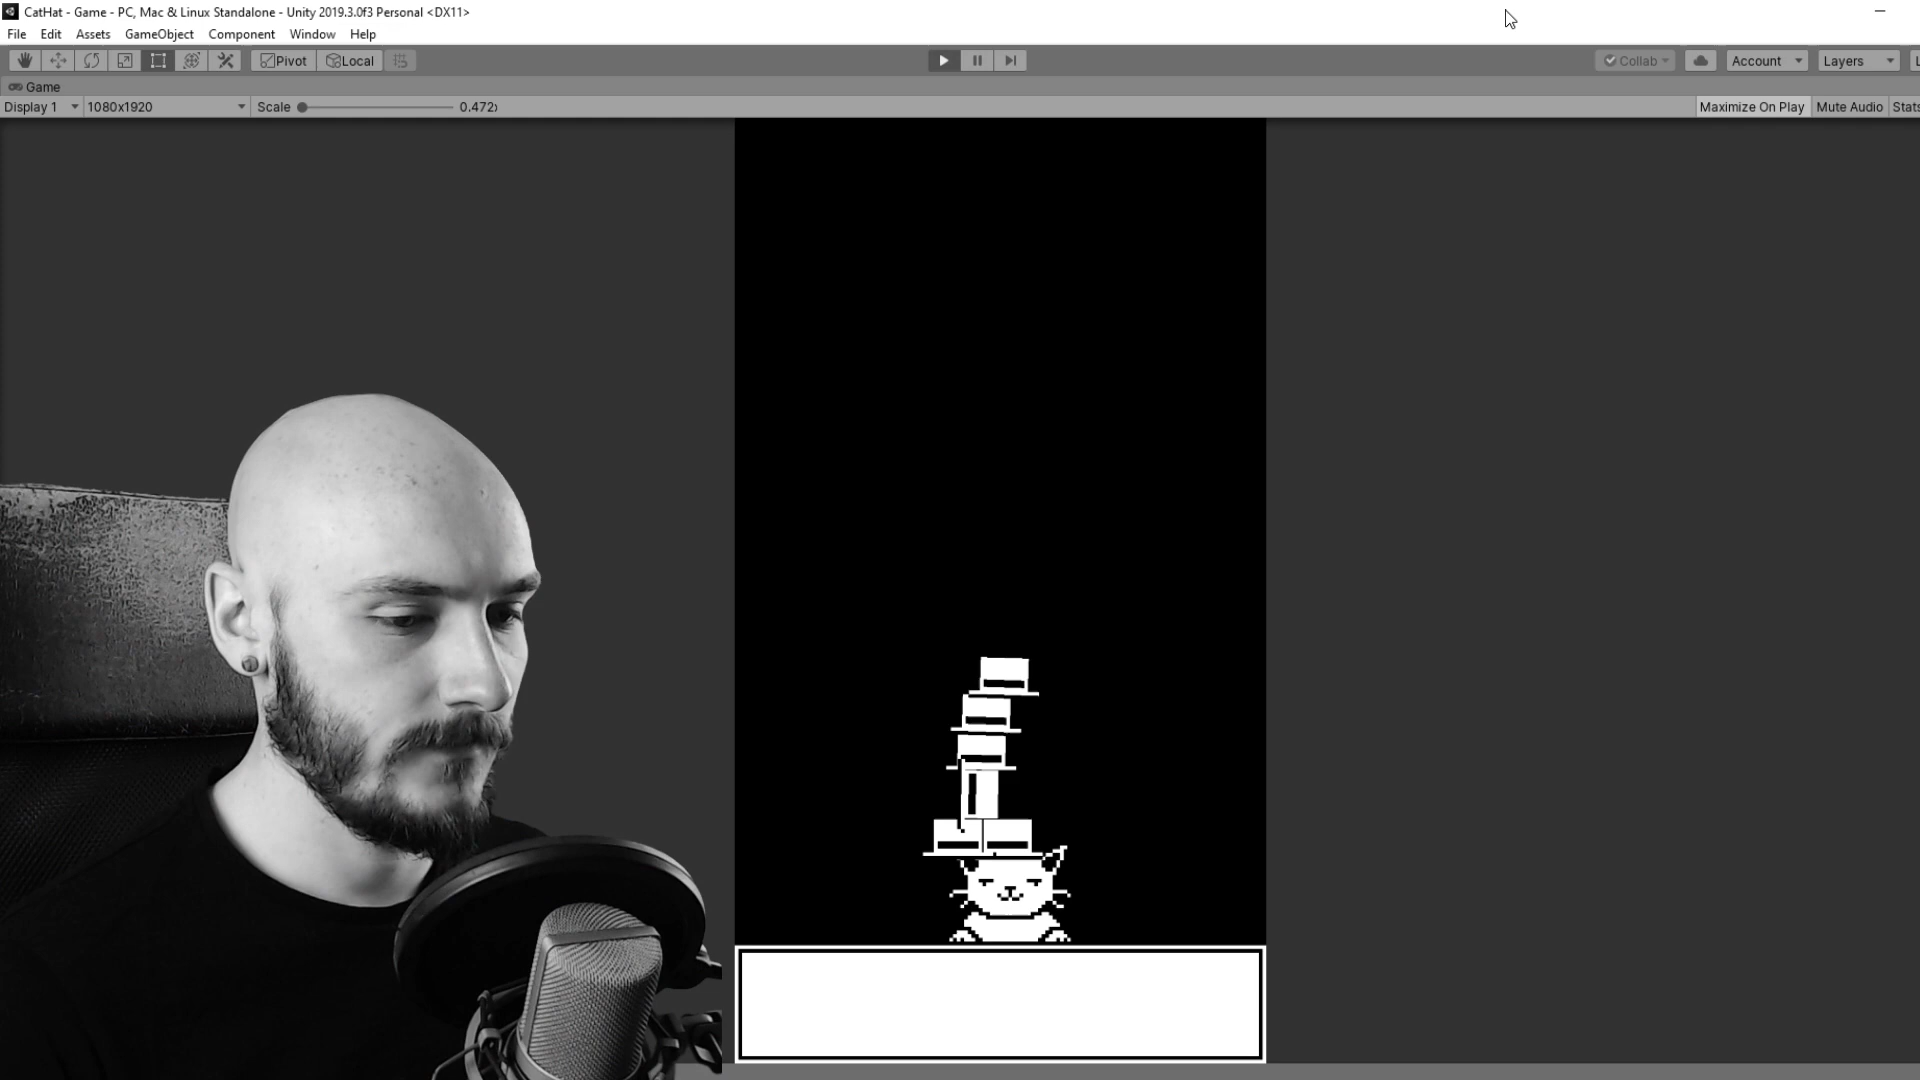 CatHat - Game - PC, Mac & Linux Standalone - Unity 2019.3.0f3 Personal <DX11>
File Edit Assets GameObject Component Window Help
Pivot Local Collab Account Layers
Game
Display 1 1080x1920 Scale 0.472 Maximize On Play Mute Audio Stats